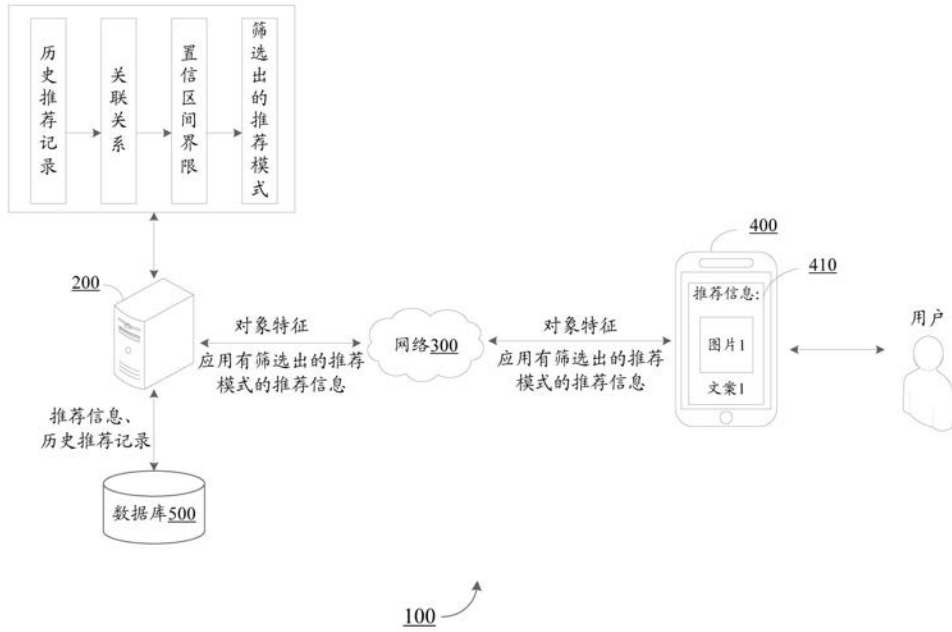 历史推荐记录
关联关系
置信区间界限
筛选出的推荐模式
200
400
410
推荐信息:
图片1
文案1
用户
对象特征
应用有筛选出的推荐
模式的推荐信息
网络300
对象特征
应用有筛选出的推荐
模式的推荐信息
推荐信息、
历史推荐记录
数据库500
100